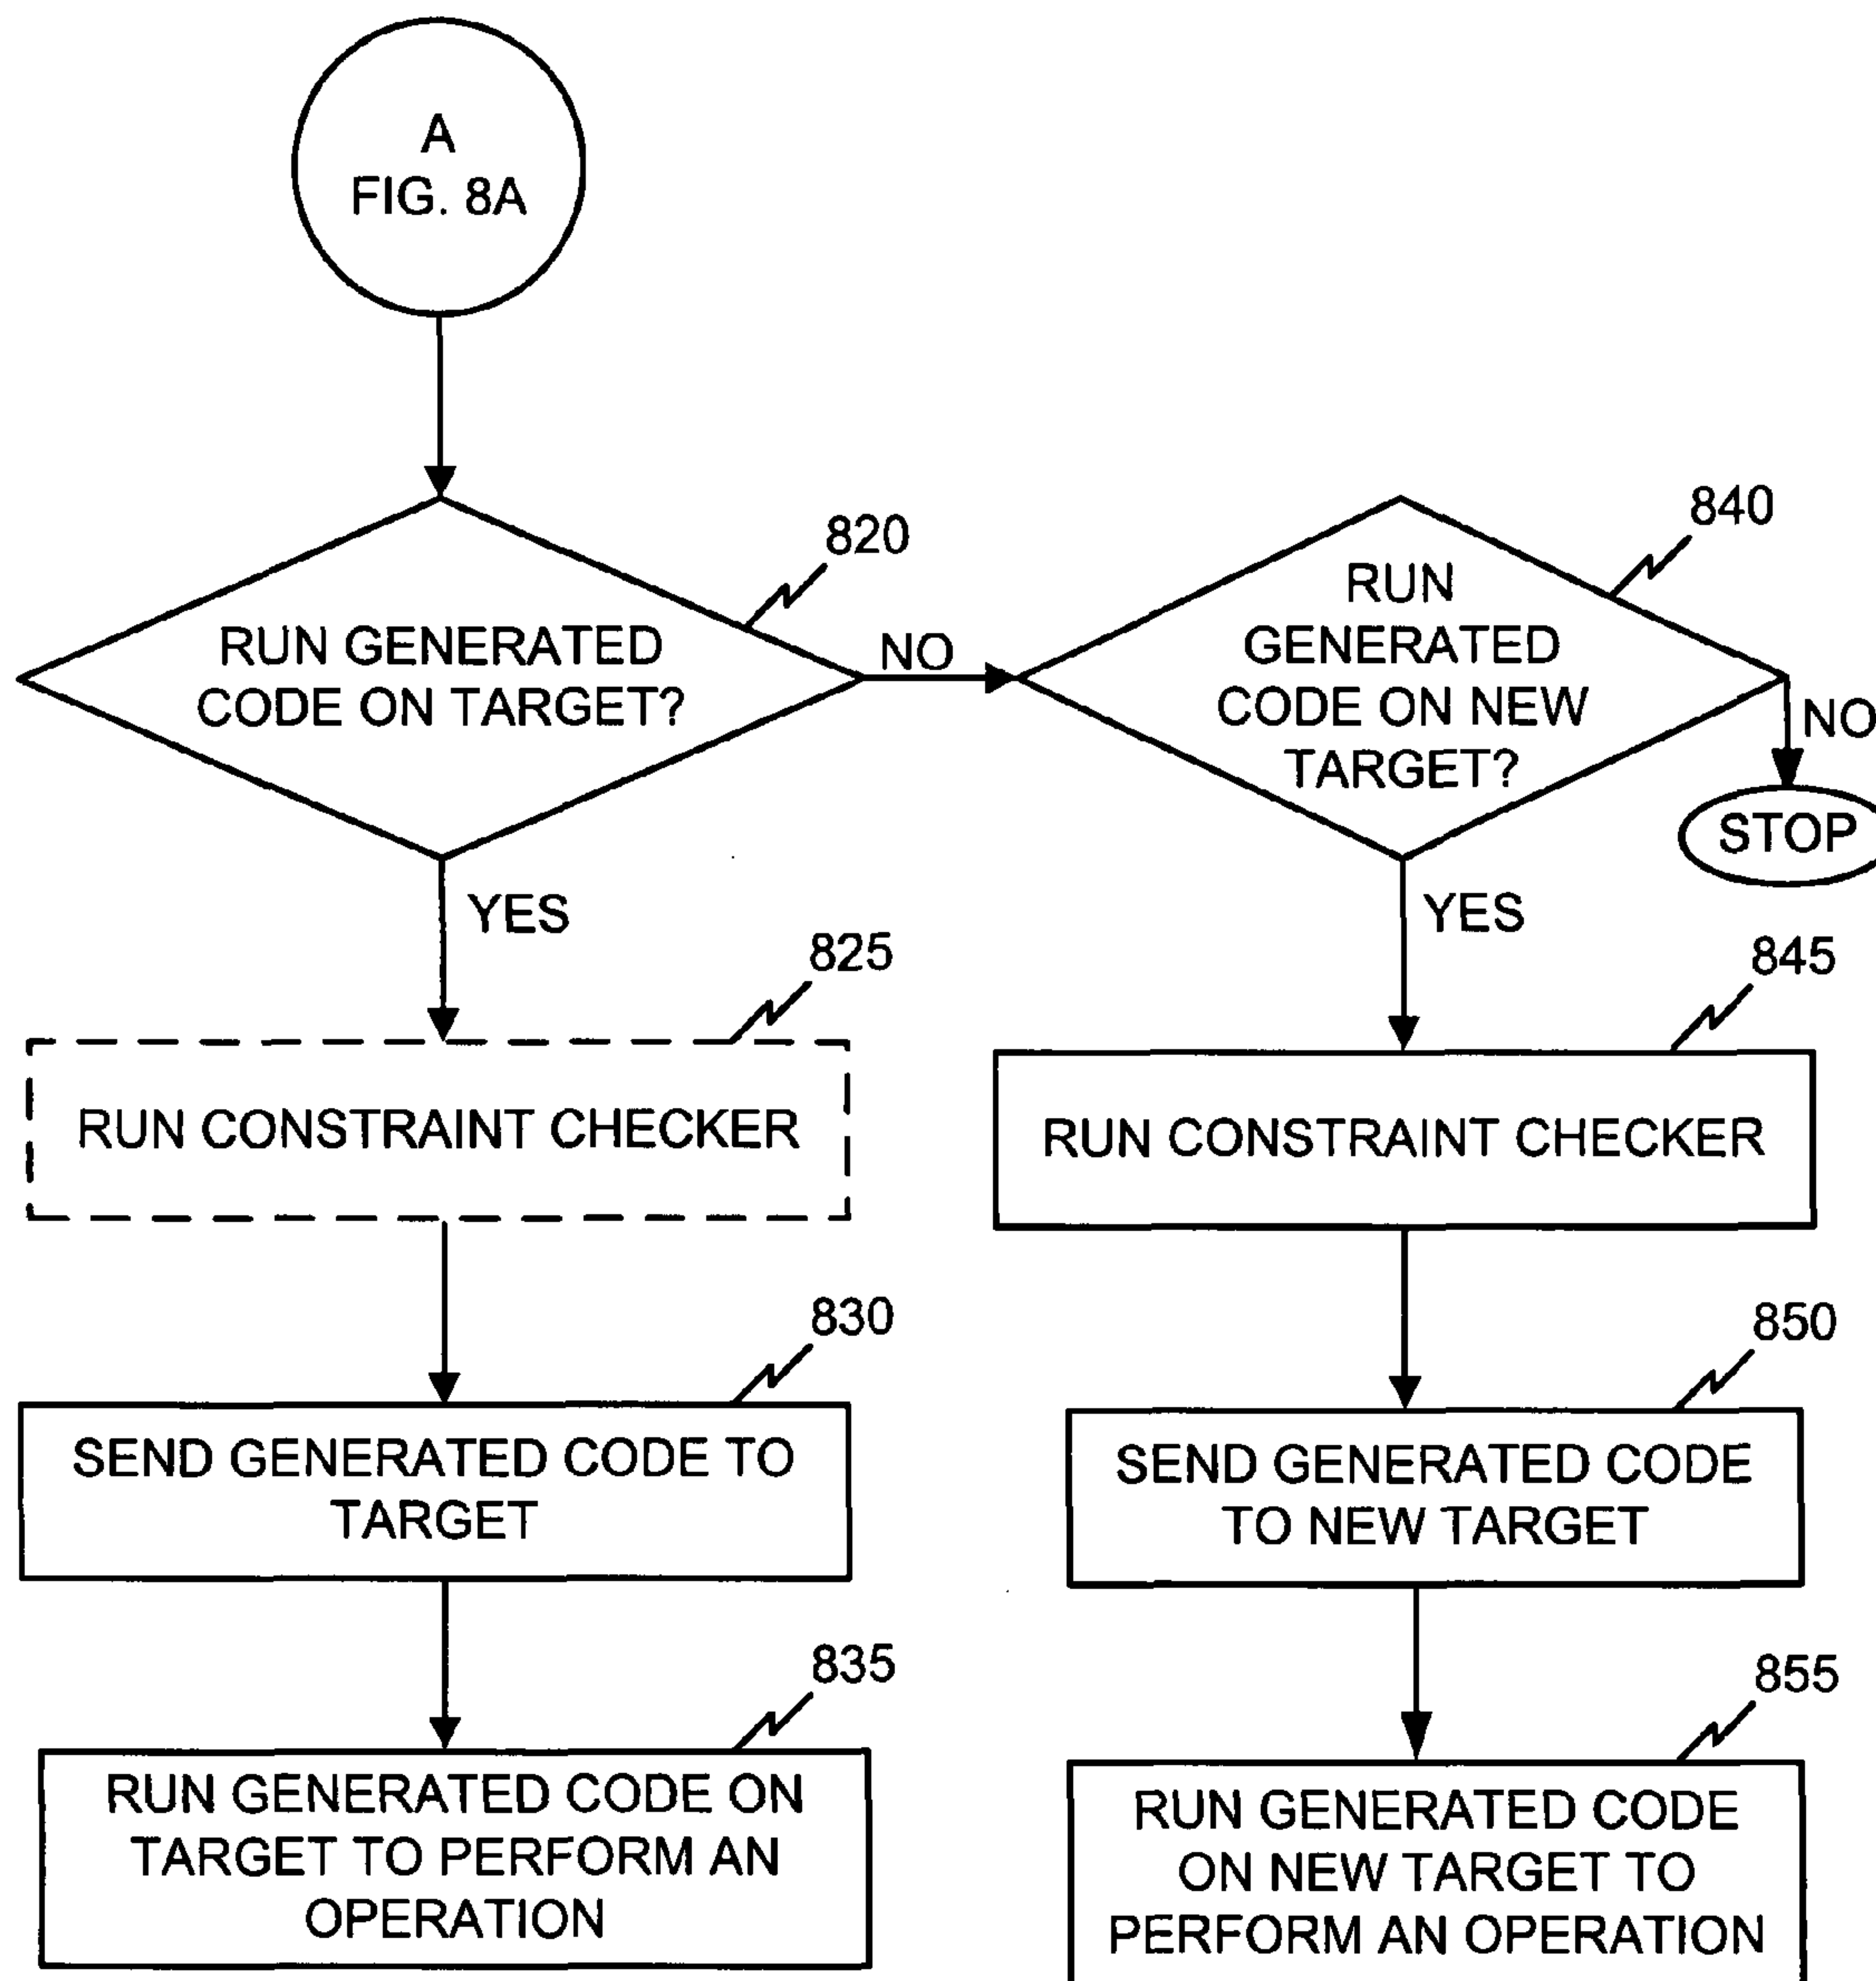 A
FIG. 8A
820
RUN GENERATED
CODE ON TARGET?
NO
840
RUN
GENERATED
CODE ON NEW
TARGET?
NO
STOP
YES
825
RUN CONSTRAINT CHECKER
830
SEND GENERATED CODE TO
TARGET
835
RUN GENERATED CODE ON
TARGET TO PERFORM AN
OPERATION
YES
845
RUN CONSTRAINT CHECKER
850
SEND GENERATED CODE
TO NEW TARGET
855
RUN GENERATED CODE
ON NEW TARGET TO
PERFORM AN OPERATION